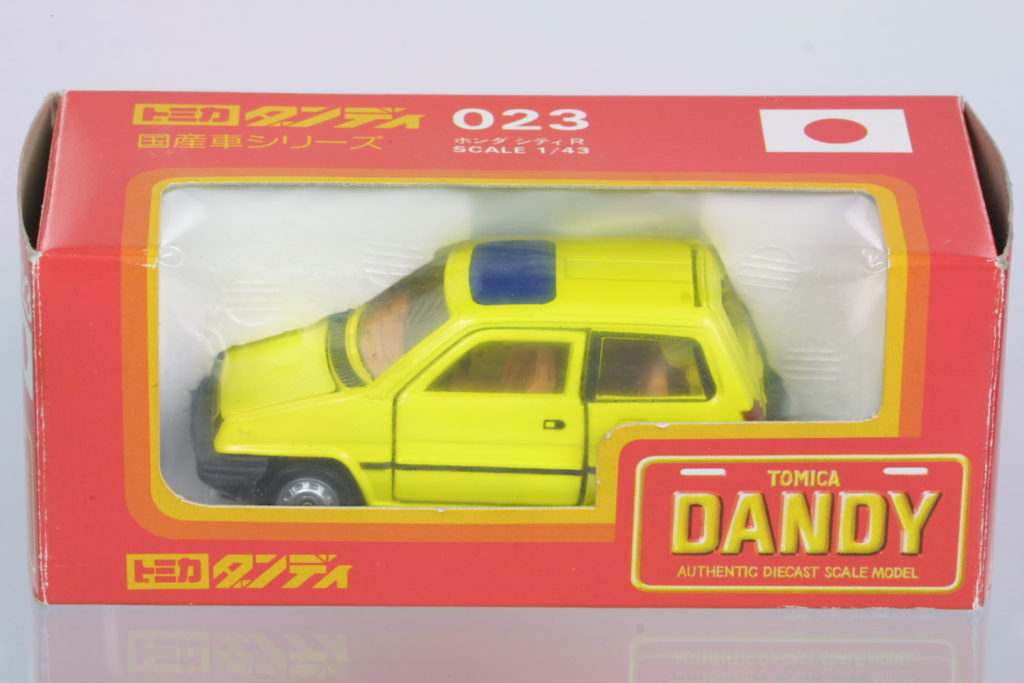 トミカ ダンディ 023
国産車シリーズ ホンダ シティ R
SCALE 1/43
TOMICA
DANDY
AUTHENTIC DIECAST SCALE MODEL
トミカ ダンディ